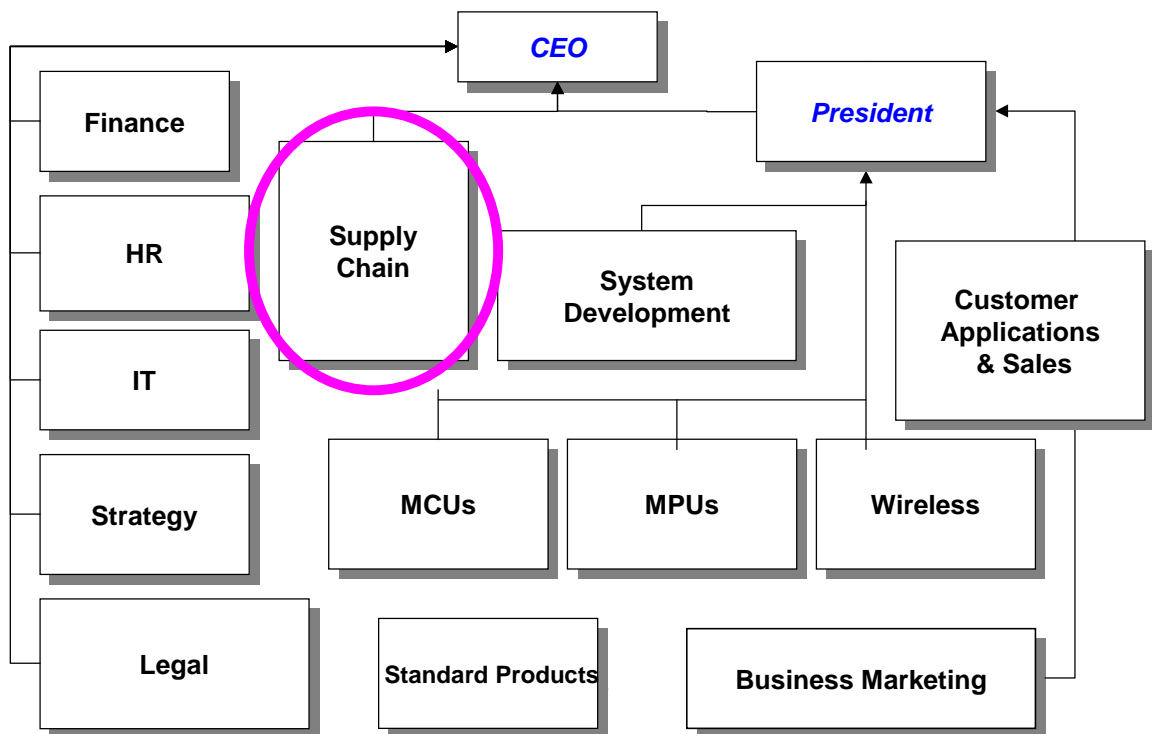 CEO
President
Finance
HR
IT
Strategy
Legal
Supply
Chain
System
Development
Customer
Applications
& Sales
MCUs
MPUs
Wireless
Standard Products
Business Marketing